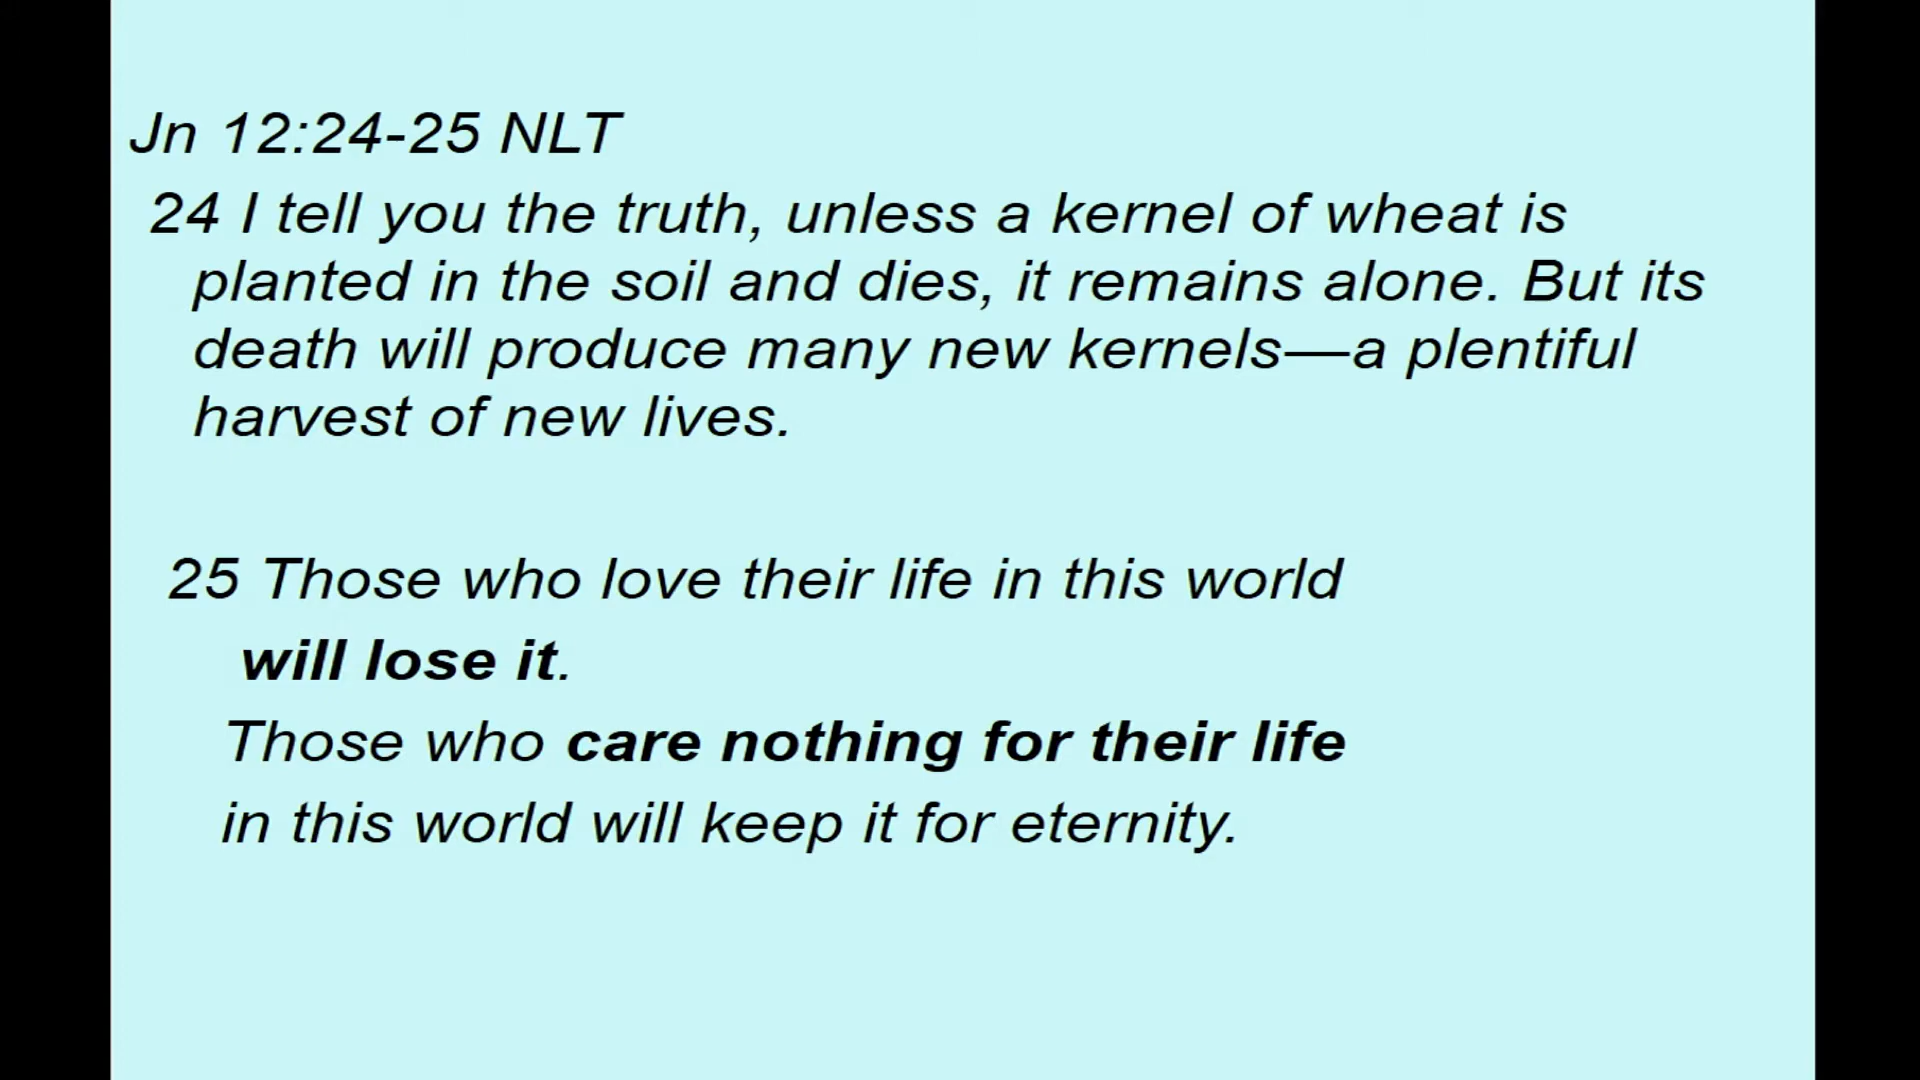 Jn 12:24-25 NLT
24 I tell you the truth, unless a kernel of wheat is
planted in the soil and dies, it remains alone. But its
death will produce many new kernels—a plentiful
harvest of new lives.
25 Those who love their life in this world
will lose it.
Those who care nothing for their life
in this world will keep it for eternity.